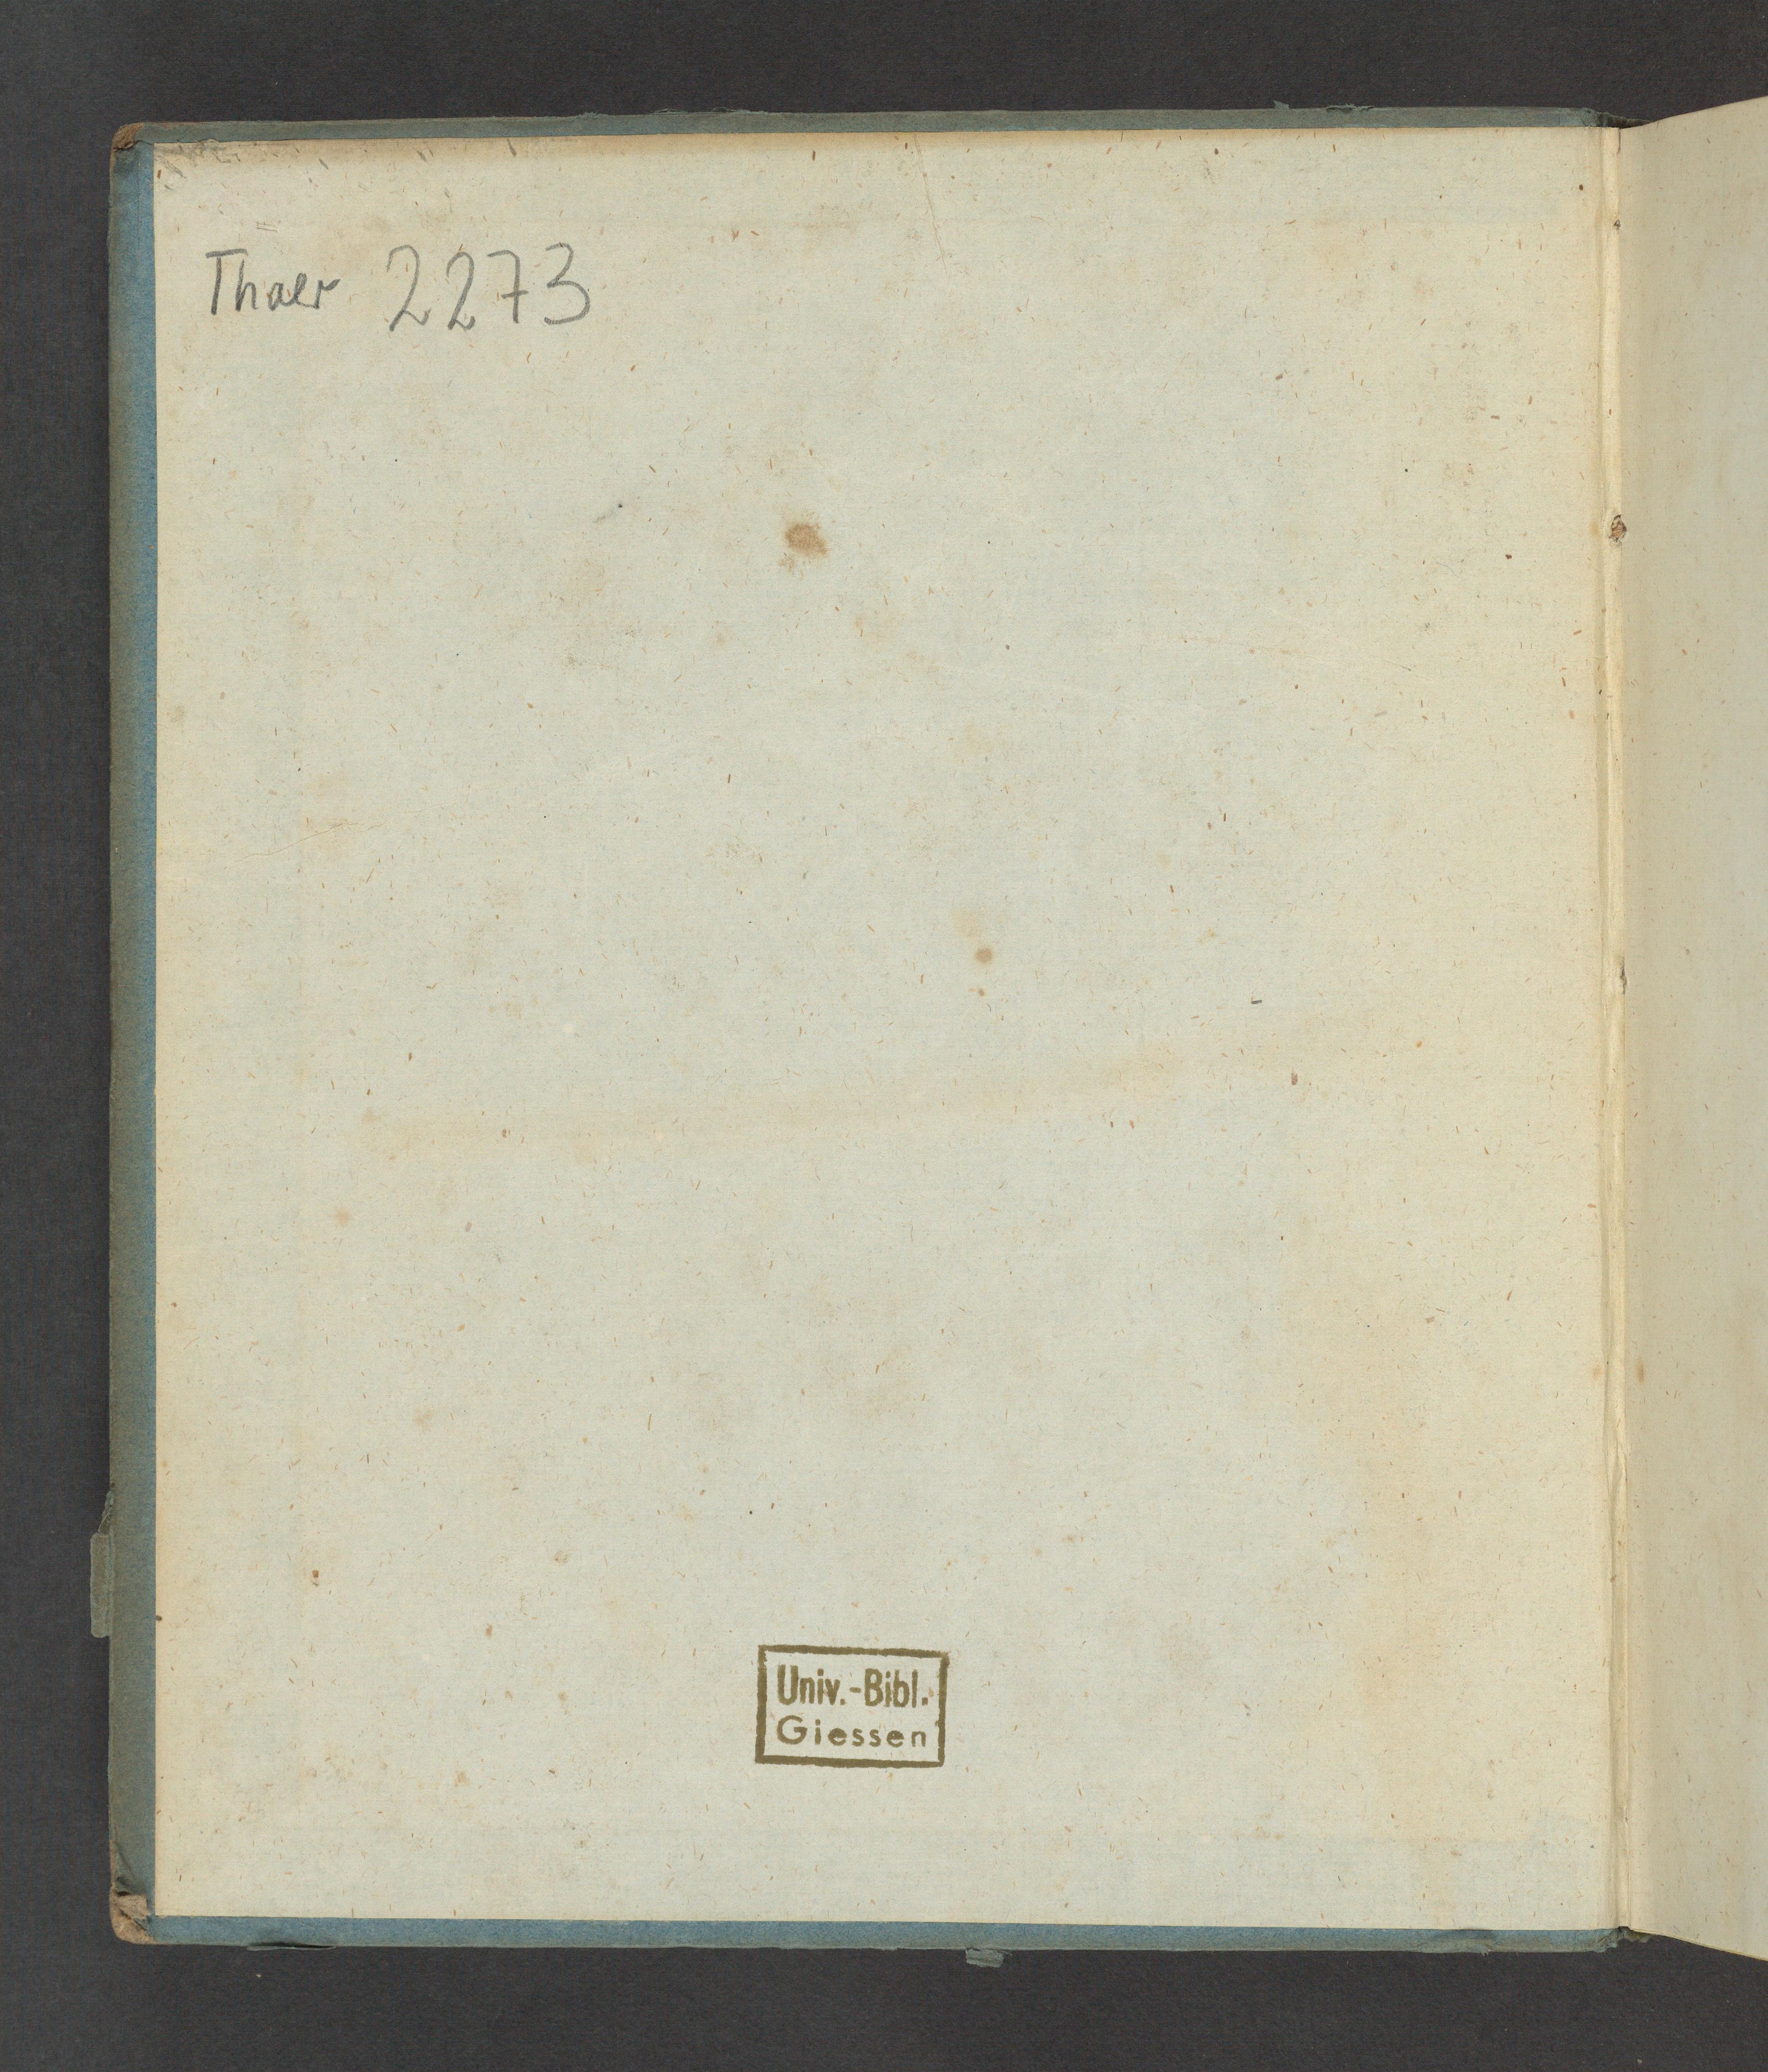 Thaer 2273
Univ.-Bibl.
Giessen